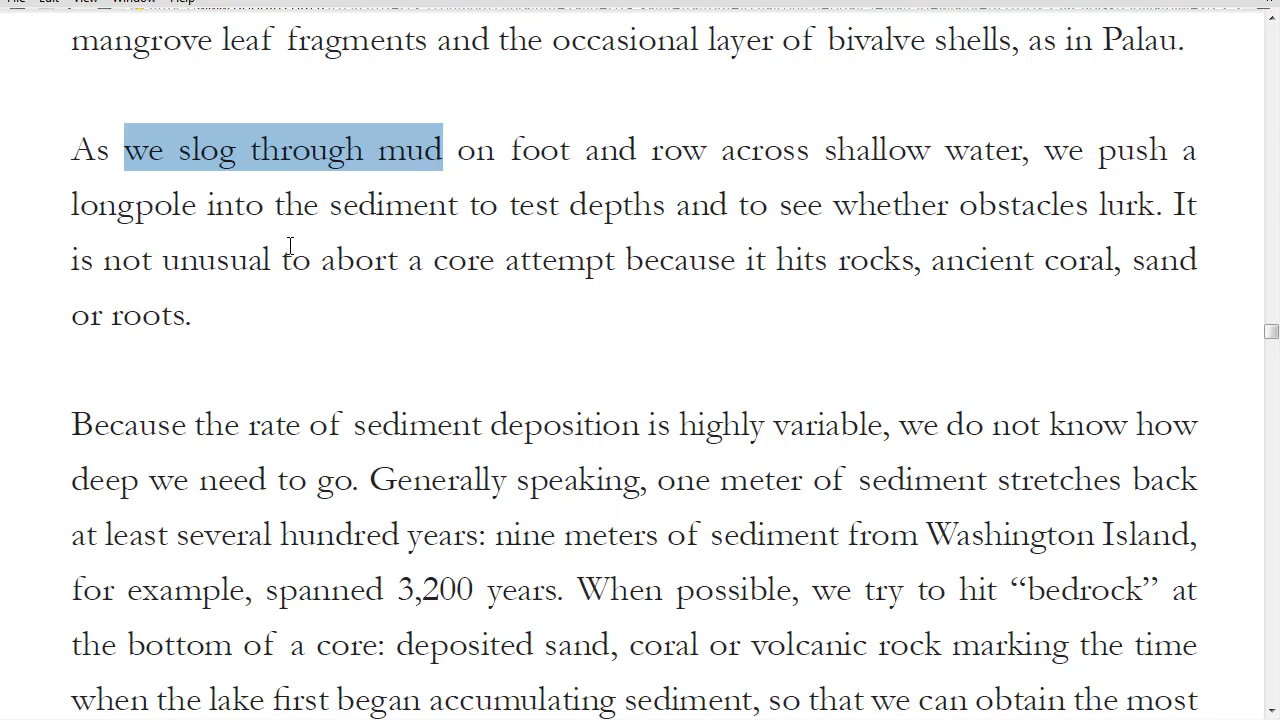 File Edit View Window Help
mangrove leaf fragments and the occasional layer of bivalve shells, as in Palau.
As we slog through mud on foot and row across shallow water, we push a
longpole into the sediment to test depths and to see whether obstacles lurk. It
is not unusual to abort a core attempt because it hits rocks, ancient coral, sand
or roots.
Because the rate of sediment deposition is highly variable, we do not know how
deep we need to go. Generally speaking, one meter of sediment stretches back
at least several hundred years: nine meters of sediment from Washington Island,
for example, spanned 3,200 years. When possible, we try to hit “bedrock” at
the bottom of a core: deposited sand, coral or volcanic rock marking the time
when the lake first began accumulating sediment, so that we can obtain the most